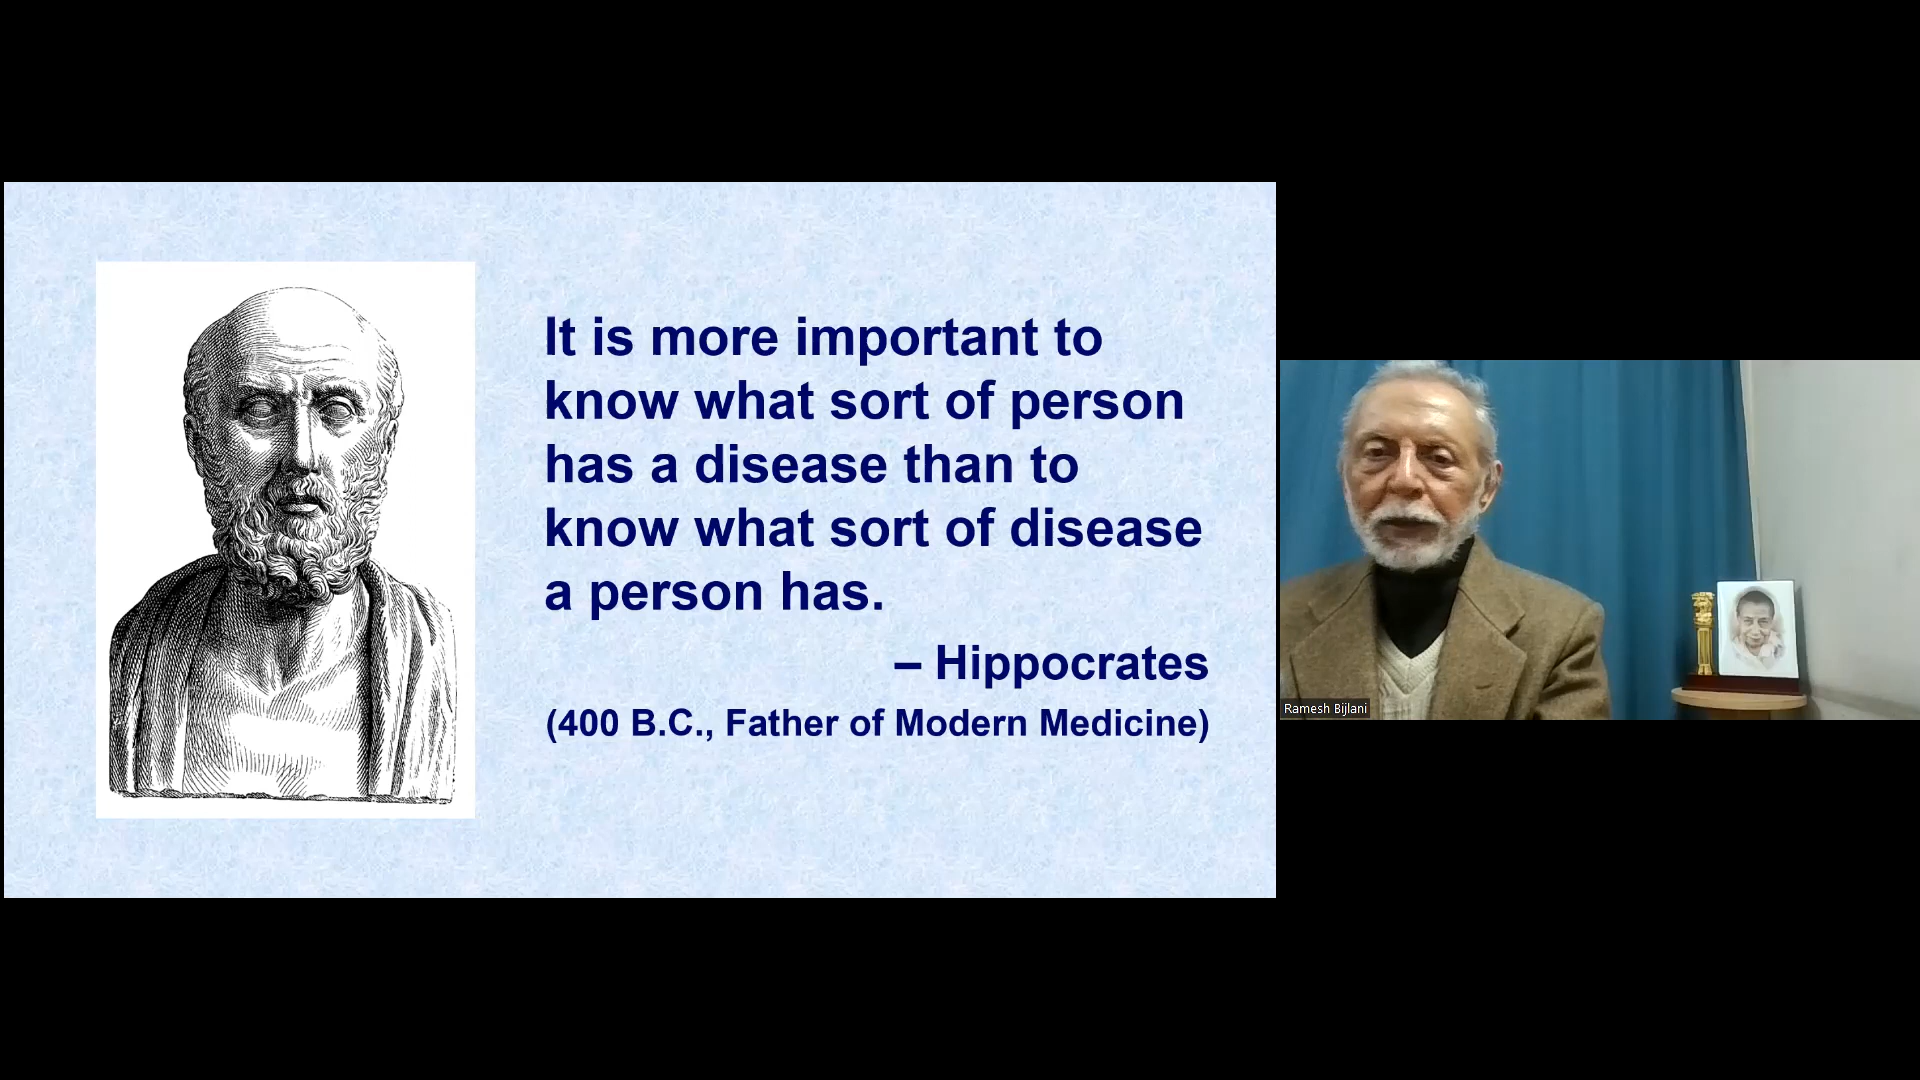 It is more important to
know what sort of person
has a disease than to
know what sort of disease
a person has.
– Hippocrates
(400 B.C., Father of Modern Medicine)
Ramesh Bijlani